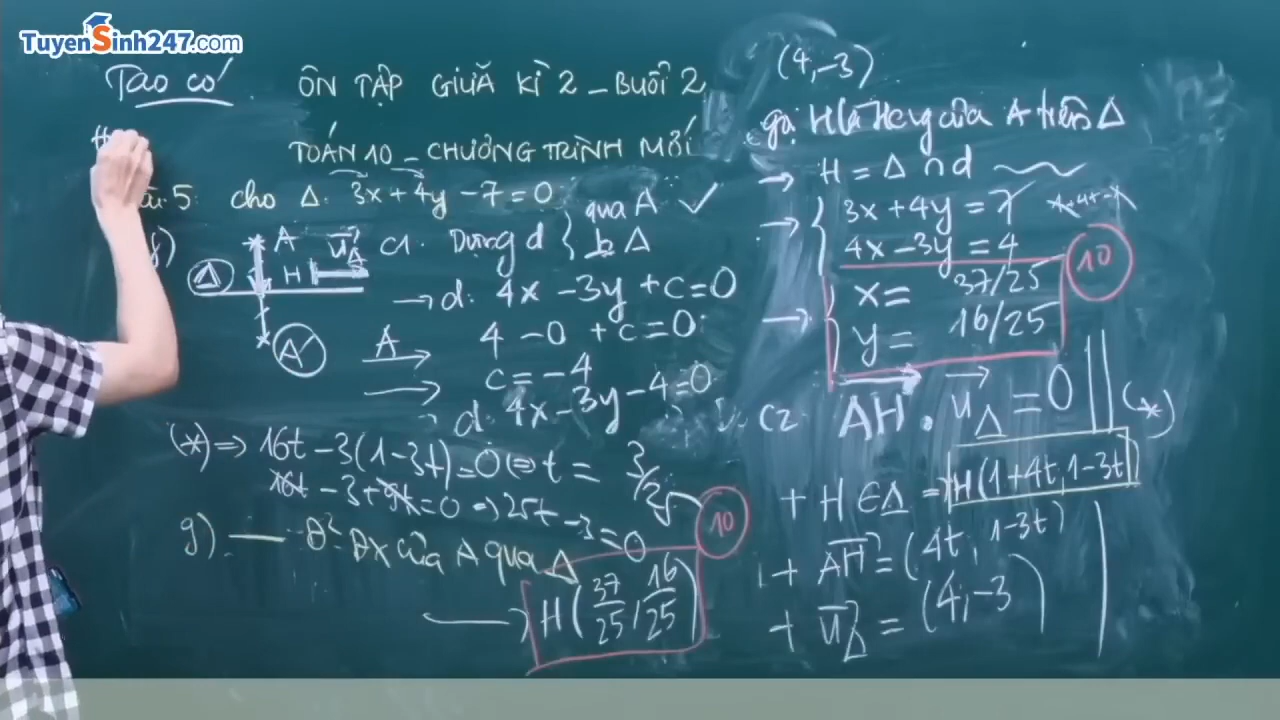 TuyenSinh247.com
Tao có
ÔN TẬP GIỮA KÌ 2 - BUỔI 2
TOÁN 10 - CHƯƠNG TRÌNH MỚI
5: cho Δ: 3x + 4y - 7 = 0
f)
A
H
u⃗Δ
Δ
A'
C1. Dựng d { qua A ✓
⊥ Δ
→ d: 4x - 3y + c = 0
A → 4 - 0 + c = 0
→ c = -4
d: 4x - 3y - 4 = 0
(*) ⇒ 16t - 3(1 - 3t) = 0 ⇔ t = 3/25
16t - 3 + 9t = 0 ⇒ 25t - 3 = 0
g) — Đ² ĐX của A qua Δ
→ H(37/25, 16/25)
10
(4, -3)
gọi H là Hc ⊥ của A trên Δ
→ H = Δ ∩ d
→ { 3x + 4y = 7
4x - 3y = 4
→ { x = 37/25
y = 16/25
10
C2 AH⃗ . u⃗Δ = 0 (*)
+ H ∈ Δ ⇒ H(1+4t, 1-3t)
+ AH⃗ = (4t, 1-3t)
+ u⃗Δ = (4, -3)